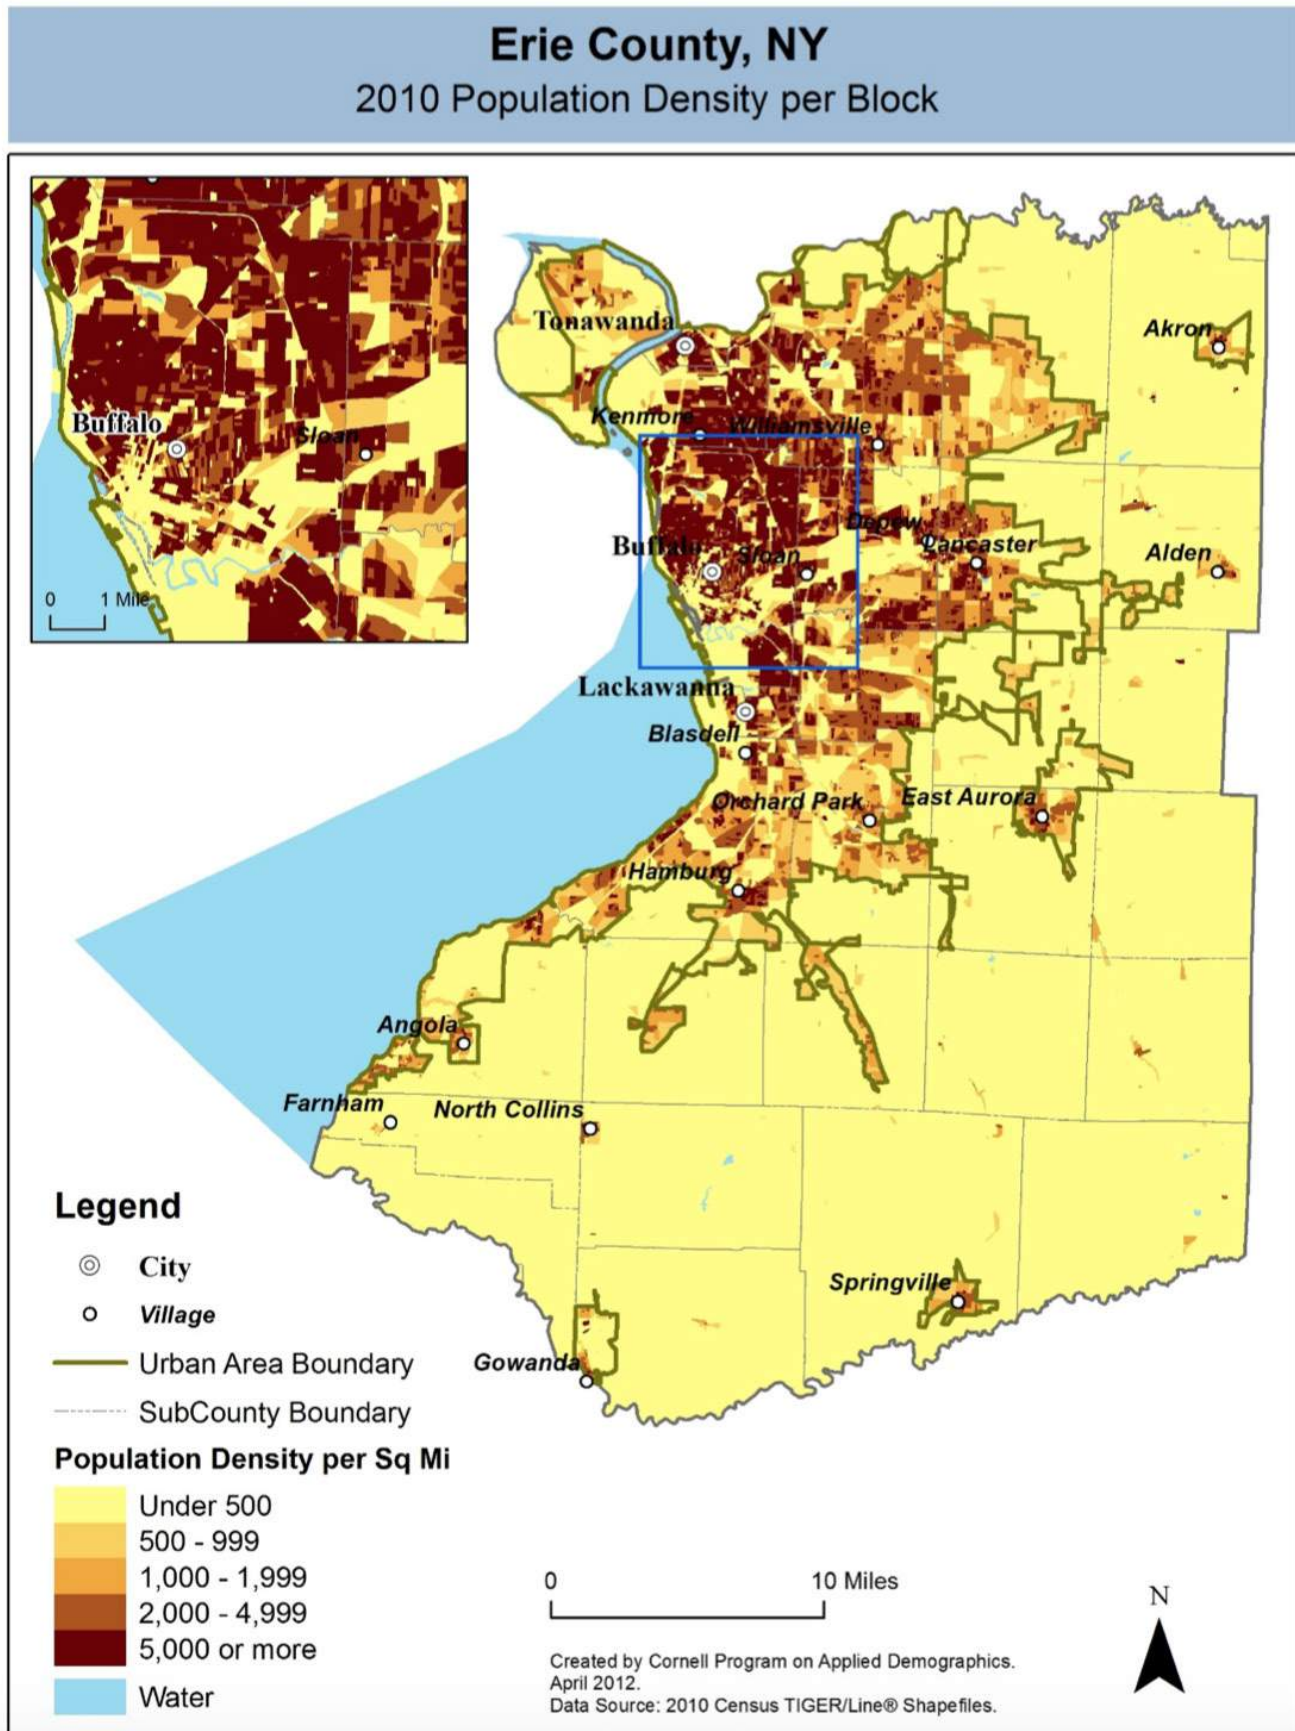 Erie County, NY
2010 Population Density per Block
Buffalo
Sloan
0 1 Mile
Tonawanda
Akron
Kenmore
Williamsville
Depew
Lancaster
Buffalo
Sloan
Alden
Lackawanna
Blasdell
Orchard Park
East Aurora
Hamburg
Angola
Farnham
North Collins
Springville
Gowanda
Legend
City
Village
Urban Area Boundary
SubCounty Boundary
Population Density per Sq Mi
Under 500
500 - 999
1,000 - 1,999
2,000 - 4,999
5,000 or more
Water
0 10 Miles
N
Created by Cornell Program on Applied Demographics.
April 2012.
Data Source: 2010 Census TIGER/Line® Shapefiles.